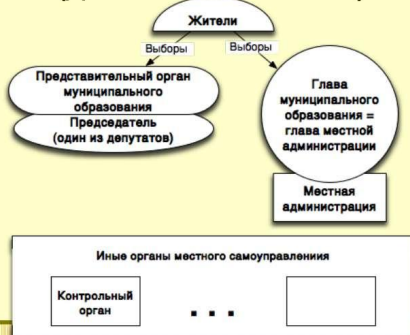 Жители
Выборы
Выборы
Представительный орган
муниципального
образования
Председатель
(один из депутатов)
Глава
муниципального
образования =
глава местной
администрации
Местная
администрация
Иные органы местного самоуправлениия
Контрольный
орган
...